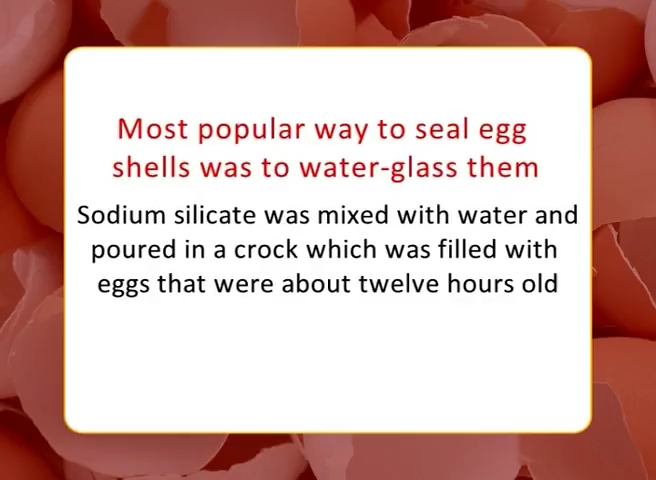 Most popular way to seal egg
shells was to water-glass them
Sodium silicate was mixed with water and
poured in a crock which was filled with
eggs that were about twelve hours old